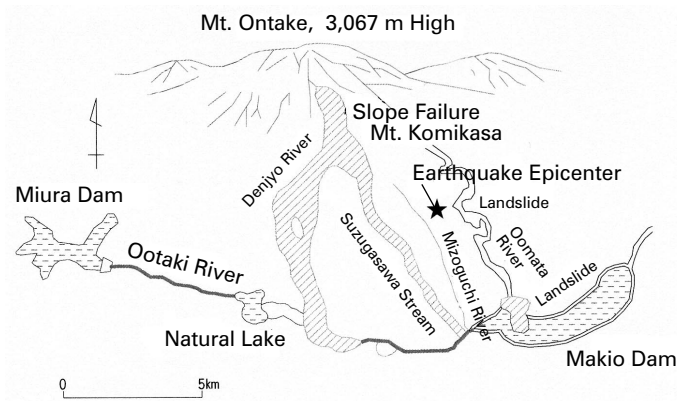 Mt. Ontake, 3,067 m High
Slope Failure
Mt. Komikasa
Denjyo River
Earthquake Epicenter
Landslide
Miura Dam
Oomata
River
Suzugasawa Stream
Mizoguchi River
Ootaki River
Landslide
Natural Lake
Makio Dam
0
5km